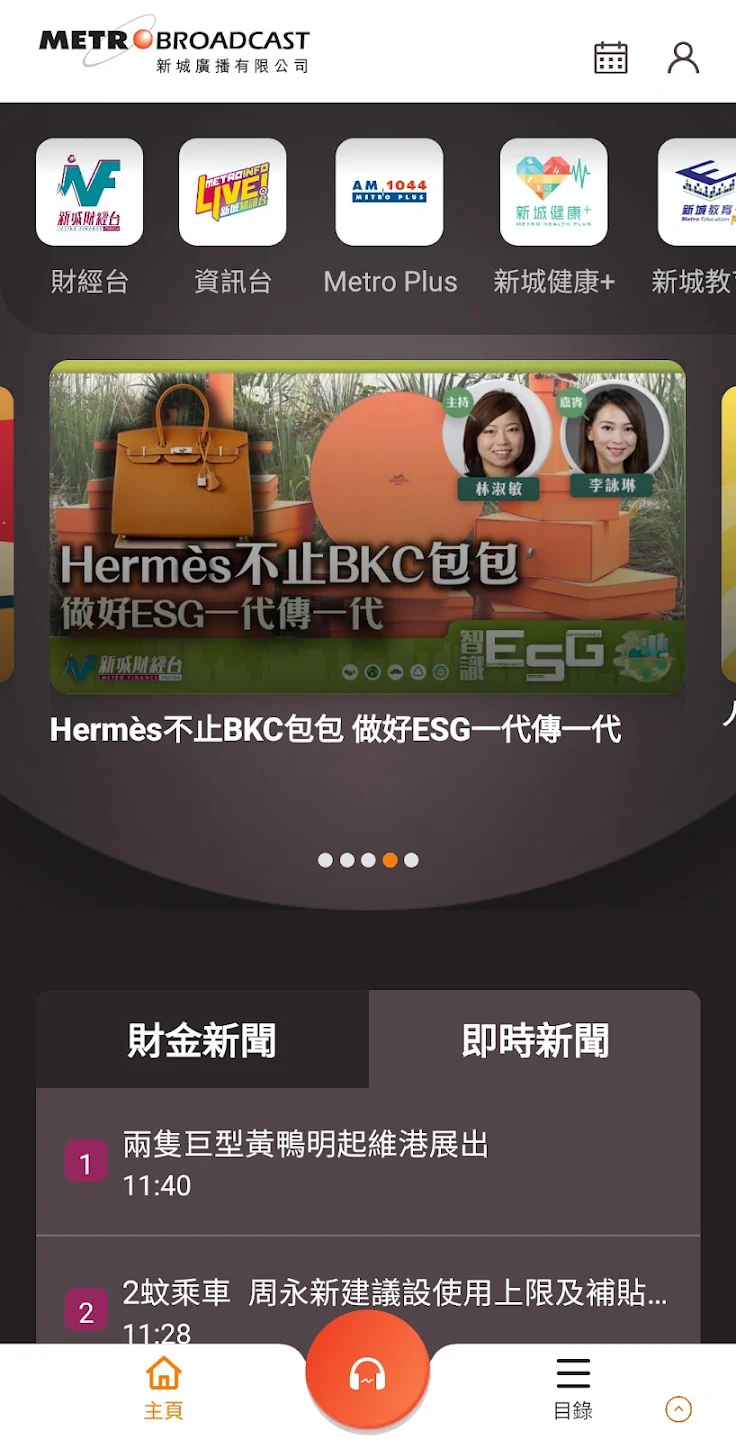 METROBROADCAST
新城廣播有限公司
新城財經台
METRO FINANCE
METROINFO
LIVE!
新城知訊台
AM 1044
METRO PLUS
新城健康+
METRO HEALTH PLUS
新城教育
Metro Education
財經台
資訊台
Metro Plus
新城健康+
新城教
主持
嘉賓
林淑敏
李詠琳
Hermès不止BKC包包
做好ESG一代傳一代
新城財經台
METRO FINANCE
智識
ESG
Hermès不止BKC包包 做好ESG一代傳一代
財金新聞
即時新聞
1
兩隻巨型黃鴨明起維港展出
11:40
2
2蚊乘車 周永新建議設使用上限及補貼...
11:28
主頁
目錄